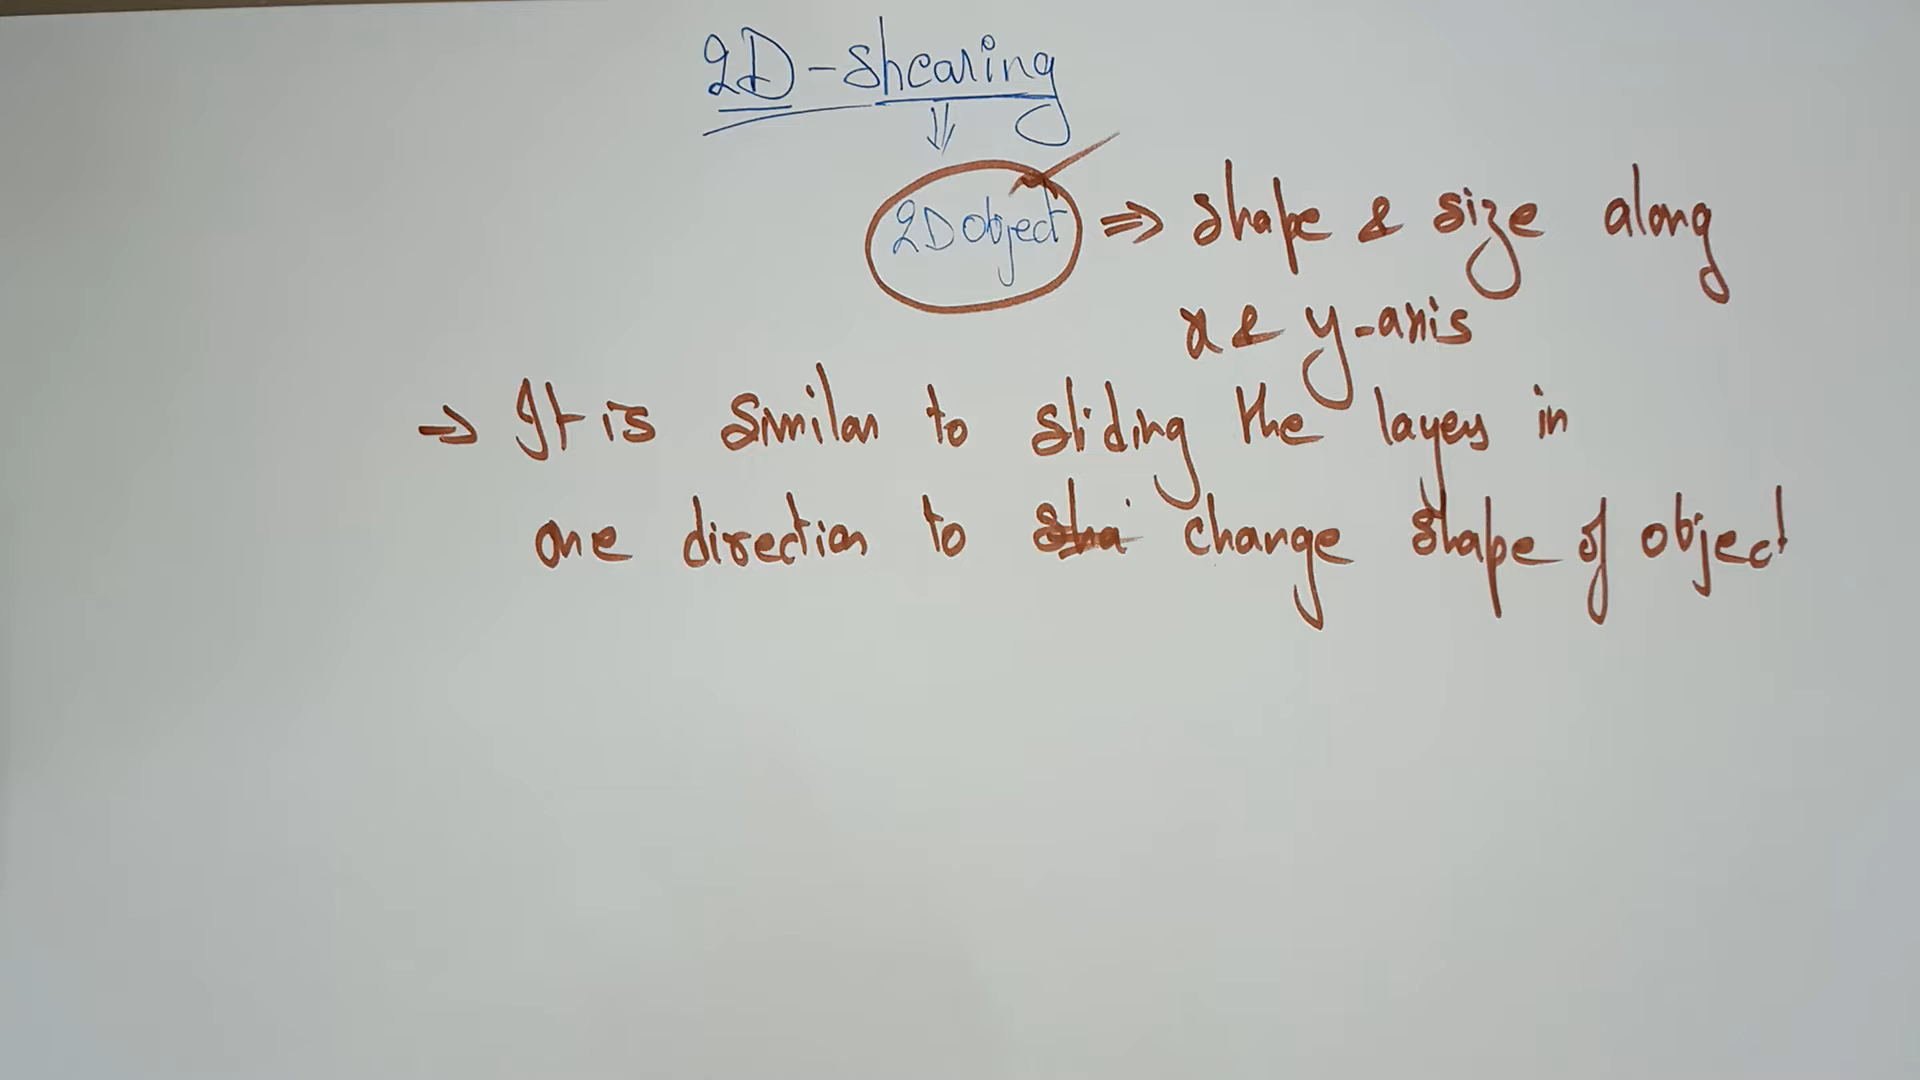 2D-shearing
⇓
2D object ⇒ shape & size along
x & y-axis
→ It is similar to sliding the layers in
one direction to sha change shape of object